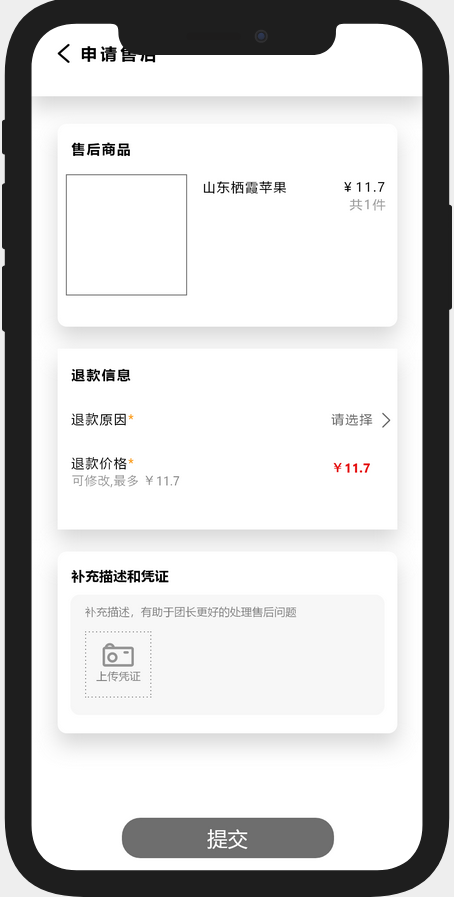 申请售后
售后商品
山东栖霞苹果 ¥ 11.7
共1件
退款信息
退款原因* 请选择
退款价格* ¥11.7
可修改,最多 ¥11.7
补充描述和凭证
补充描述，有助于团长更好的处理售后问题
上传凭证
提交